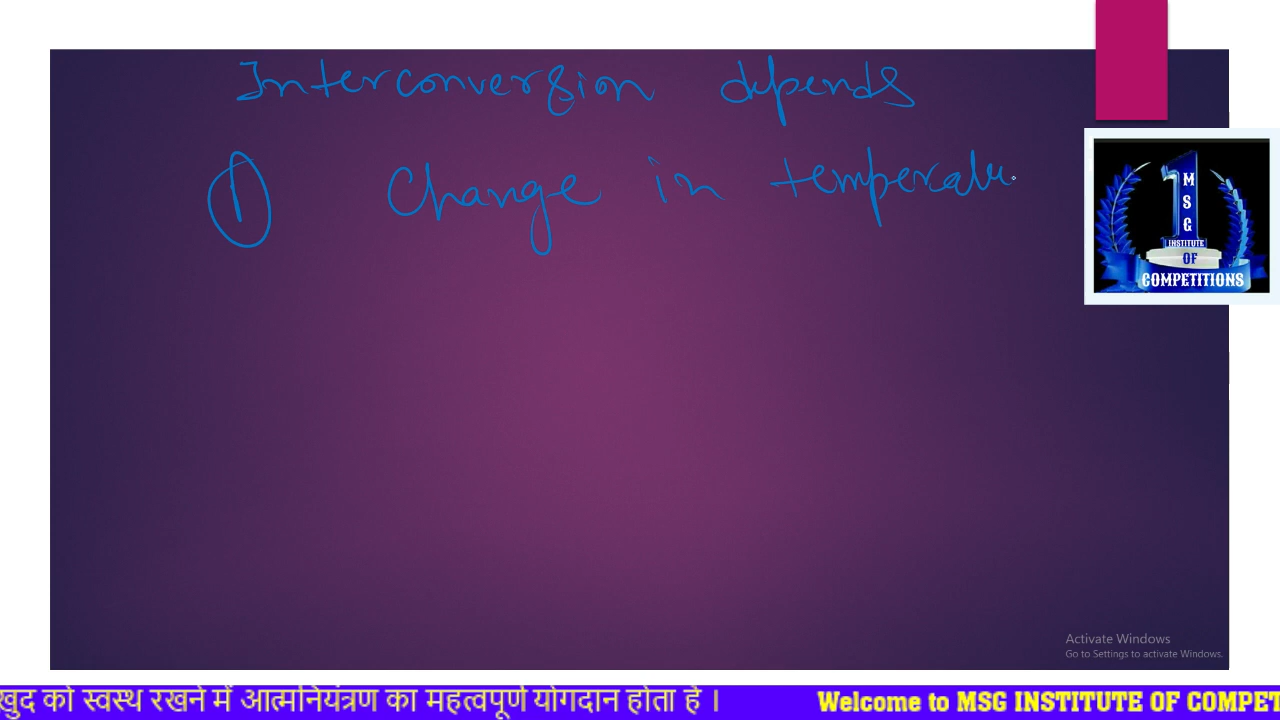 Interconversion depends
1 Change in temperatu
M
S
G
INSTITUTE
OF
COMPETITIONS
Activate Windows
Go to Settings to activate Windows.
खुद को स्वस्थ रखने में आत्मनियंत्रण का महत्वपूर्ण योगदान होता है । Welcome to MSG INSTITUTE OF COMPET